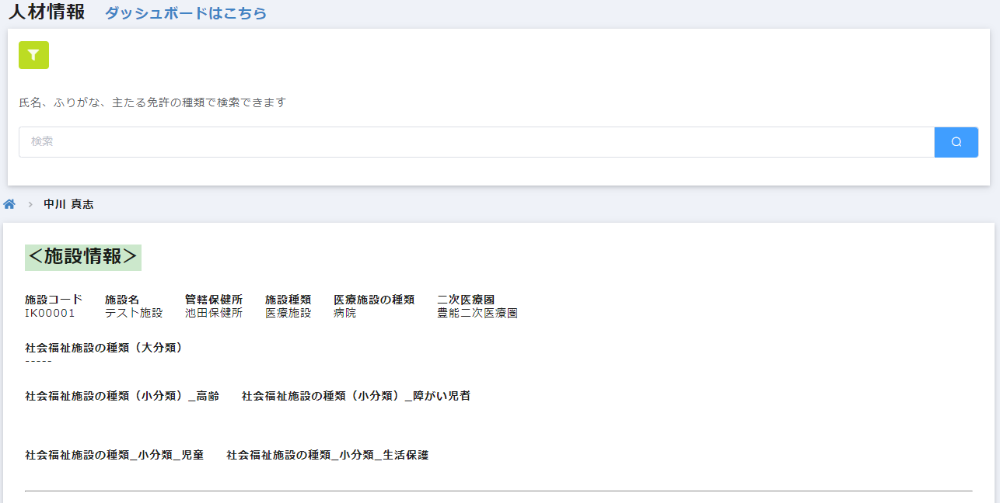 人材情報 ダッシュボードはこちら
氏名、ふりがな、主たる免許の種類で検索できます
検索
中川 真志
＜施設情報＞
施設コード 施設名 管轄保健所 施設種類 医療施設の種類 二次医療圏
IK00001 テスト施設 池田保健所 医療施設 病院 豊能二次医療圏
社会福祉施設の種類（大分類）
-----
社会福祉施設の種類（小分類）_高齢 社会福祉施設の種類（小分類）_障がい児者
社会福祉施設の種類_小分類_児童 社会福祉施設の種類_小分類_生活保護